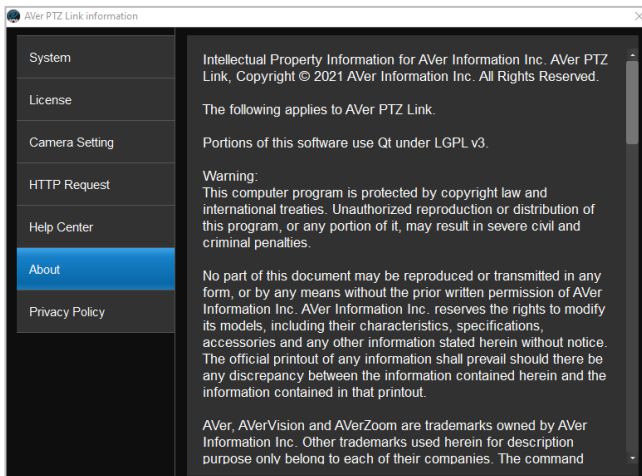 AVer PTZ Link information
System
License
Camera Setting
HTTP Request
Help Center
About
Privacy Policy
Intellectual Property Information for AVer Information Inc. AVer PTZ
Link, Copyright © 2021 AVer Information Inc. All Rights Reserved.
The following applies to AVer PTZ Link.
Portions of this software use Qt under LGPL v3.
Warning:
This computer program is protected by copyright law and
international treaties. Unauthorized reproduction or distribution of
this program, or any portion of it, may result in severe civil and
criminal penalties.
No part of this document may be reproduced or transmitted in any
form, or by any means without the prior written permission of AVer
Information Inc. AVer Information Inc. reserves the rights to modify
its models, including their characteristics, specifications,
accessories and any other information stated herein without notice.
The official printout of any information shall prevail should there be
any discrepancy between the information contained herein and the
information contained in that printout.
AVer, AVerVision and AVerZoom are trademarks owned by AVer
Information Inc. Other trademarks used herein for description
purpose only belong to each of their companies. The command